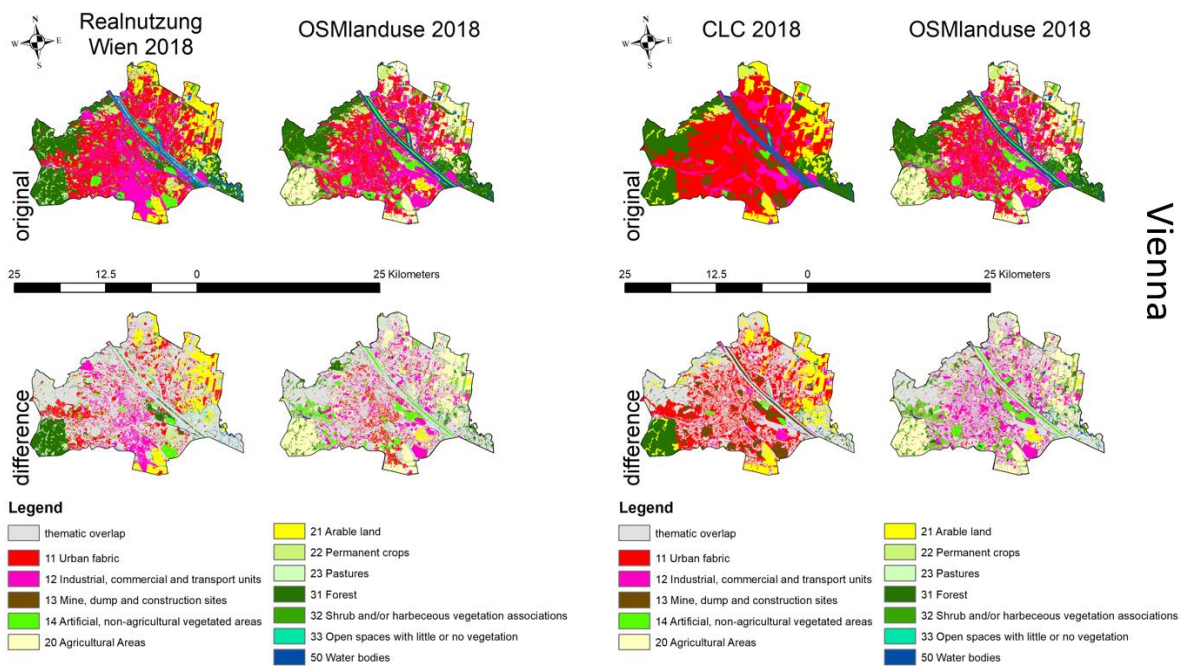 Realnutzung
Wien 2018
OSMlanduse 2018
N
W E
S
original
25 12.5 0 25 Kilometers
difference
Legend
thematic overlap
11 Urban fabric
12 Industrial, commercial and transport units
13 Mine, dump and construction sites
14 Artificial, non-agricultural vegetated areas
20 Agricultural Areas
21 Arable land
22 Permanent crops
23 Pastures
31 Forest
32 Shrub and/or harbeceous vegetation associations
33 Open spaces with little or no vegetation
50 Water bodies
CLC 2018
OSMlanduse 2018
N
W E
S
original
25 12.5 0 25 Kilometers
difference
Legend
thematic overlap
11 Urban fabric
12 Industrial, commercial and transport units
13 Mine, dump and construction sites
14 Artificial, non-agricultural vegetated areas
20 Agricultural Areas
21 Arable land
22 Permanent crops
23 Pastures
31 Forest
32 Shrub and/or harbeceous vegetation associations
33 Open spaces with little or no vegetation
50 Water bodies
Vienna